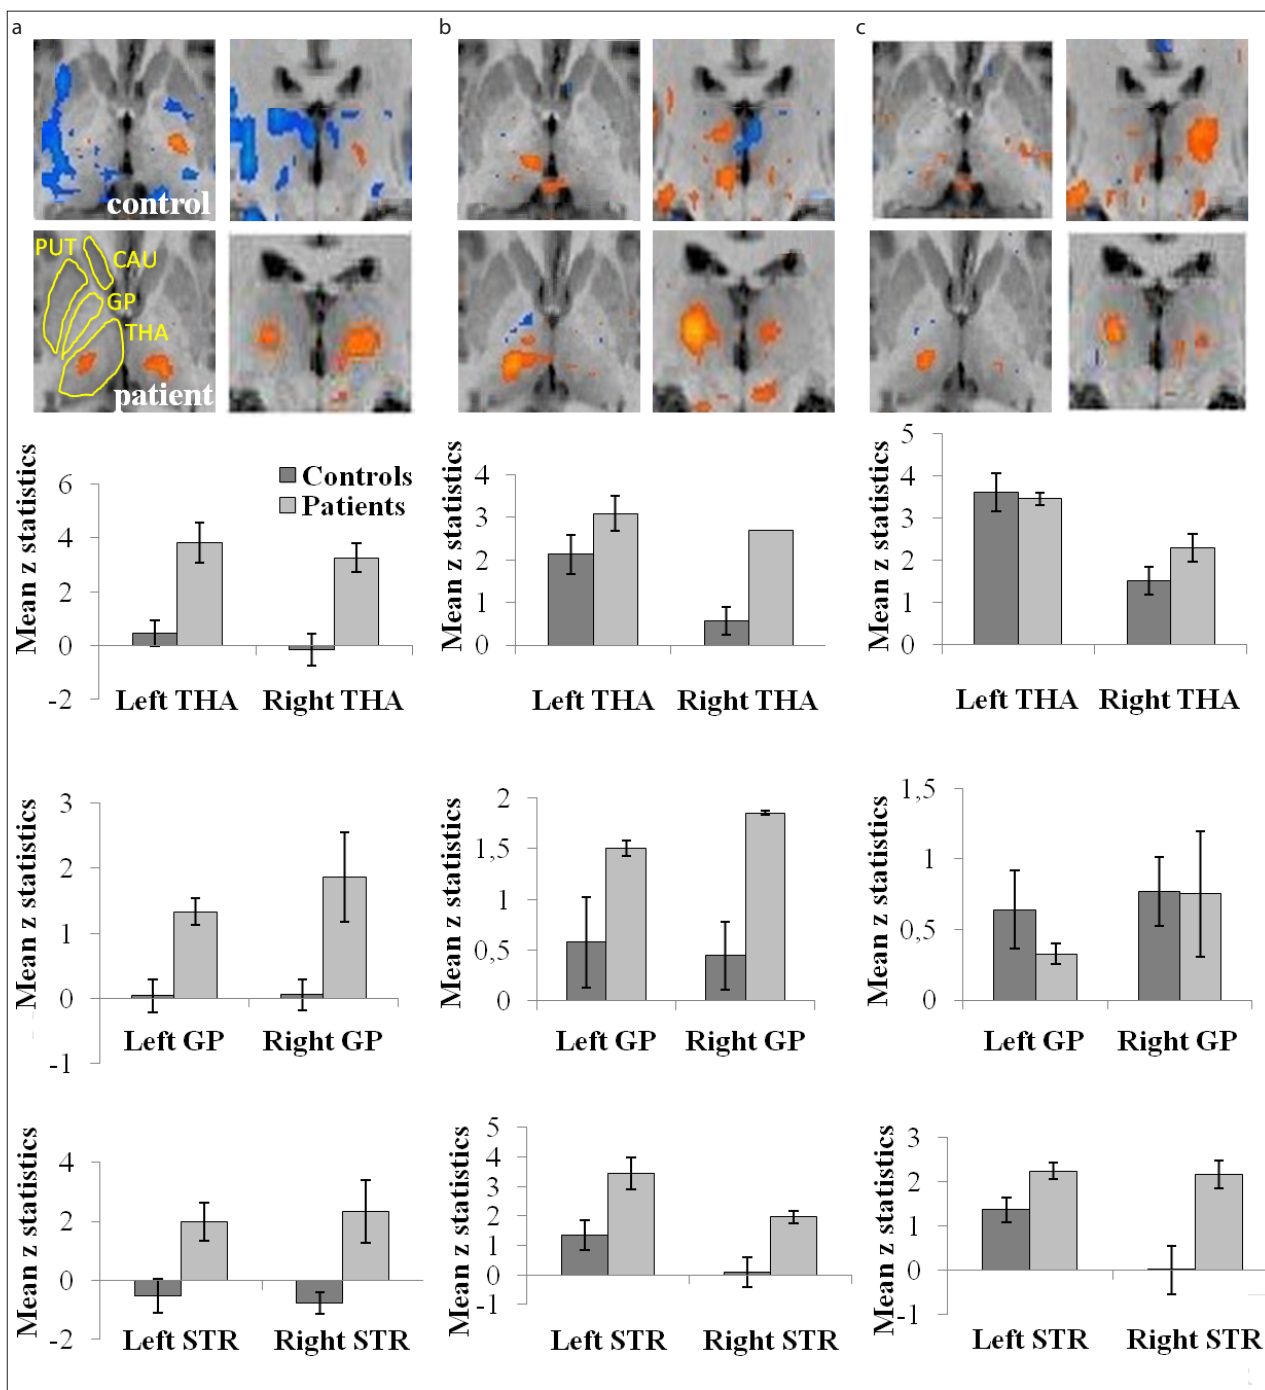 a
b
c
control
PUT
CAU
GP
THA
patient
Mean z statistics
6
4
2
0
-2
Controls
Patients
Left THA Right THA
Mean z statistics
4
3
2
1
0
Left THA Right THA
Mean z statistics
5
4
3
2
1
0
Left THA Right THA
Mean z statistics
3
2
1
0
-1
Left GP Right GP
Mean z statistics
2
1,5
1
0,5
0
Left GP Right GP
Mean z statistics
1,5
1
0,5
0
Left GP Right GP
Mean z statistics
4
2
0
-2
Left STR Right STR
Mean z statistics
5
4
3
2
1
0
-1
Left STR Right STR
Mean z statistics
3
2
1
0
-1
Left STR Right STR